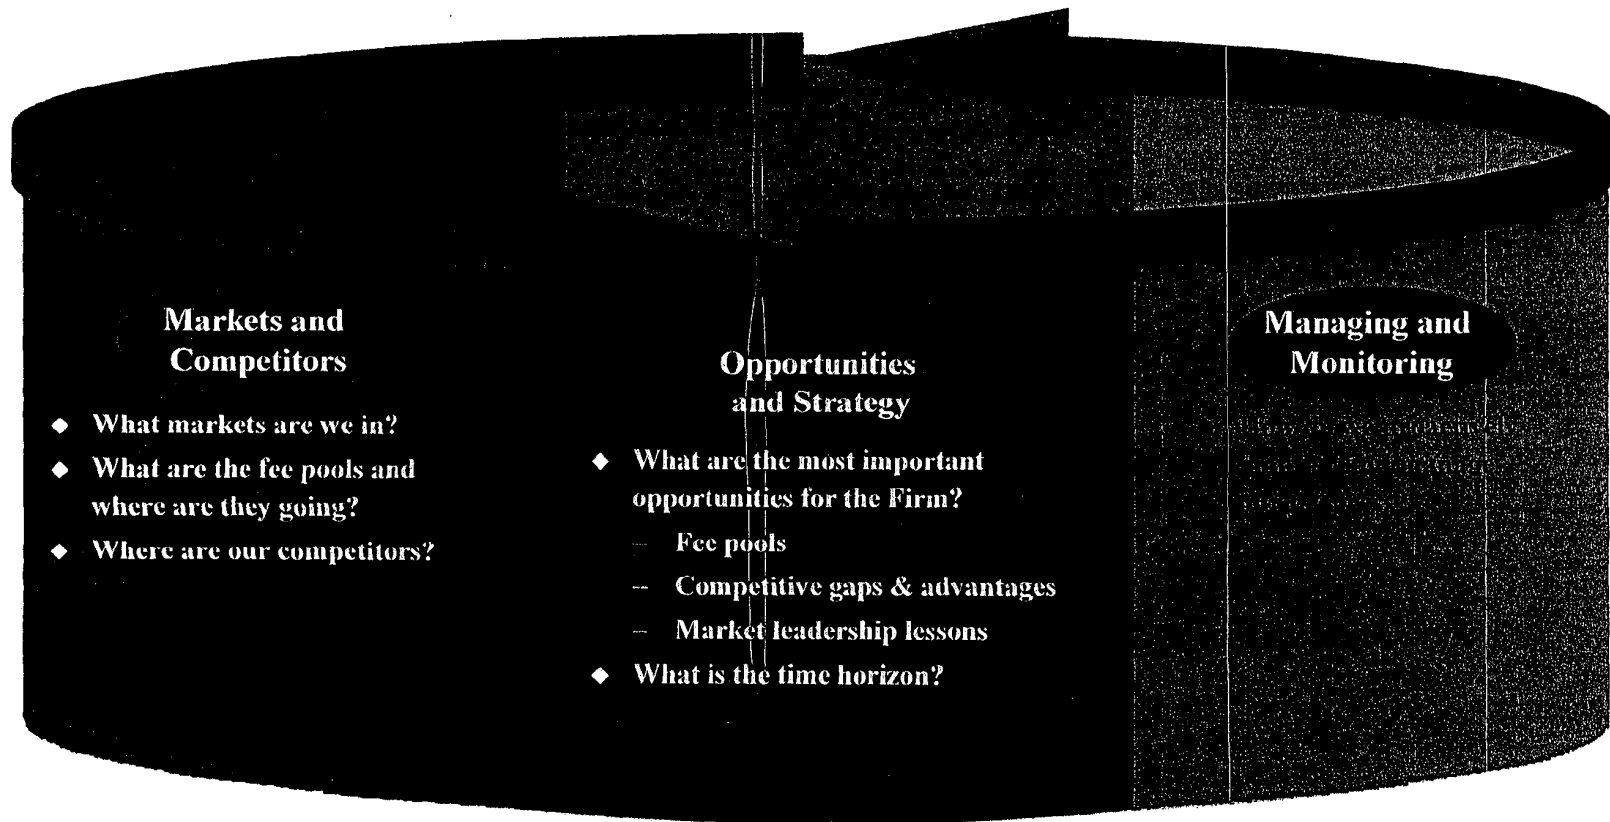 Markets and
Competitors
◆ What markets are we in?
◆ What are the fee pools and
where are they going?
◆ Where are our competitors?
Opportunities
and Strategy
◆ What are the most important
opportunities for the Firm?
– Fee pools
– Competitive gaps & advantages
– Market leadership lessons
◆ What is the time horizon?
Managing and
Monitoring